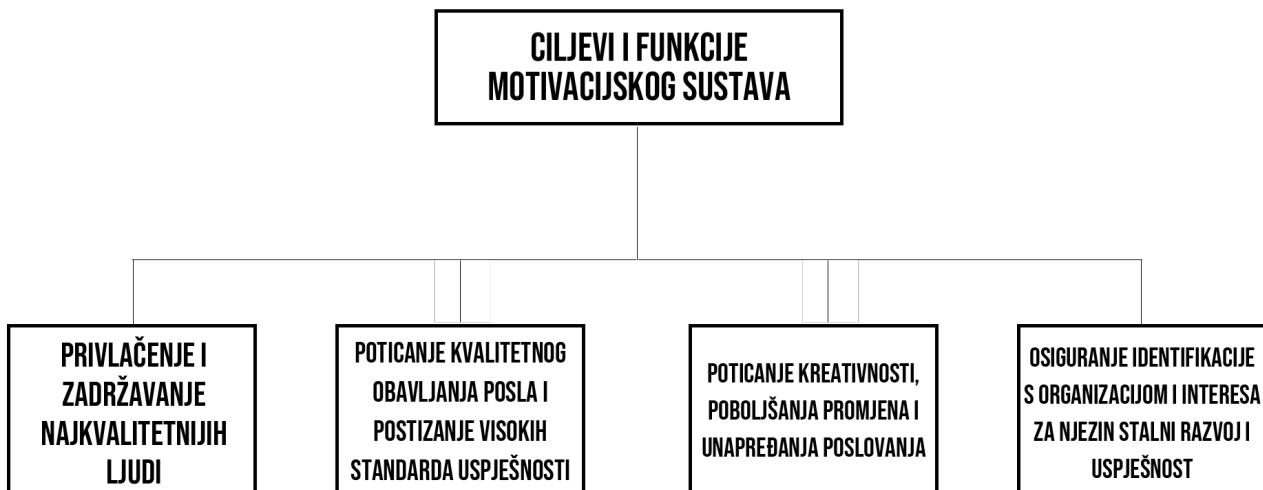 CILJEVI I FUNKCIJE
MOTIVACIJSKOG SUSTAVA
PRIVLAČENJE I
ZADRŽAVANJE
NAJKVALITETNIJIH
LJUDI
POTICANJE KVALITETNOG
OBAVLJANJA POSLA I
POSTIZANJE VISOKIH
STANDARDA USPJEŠNOSTI
POTICANJE KREATIVNOSTI,
POBOLJŠANJA PROMJENA I
UNAPREĐANJA POSLOVANJA
OSIGURANJE IDENTIFIKACIJE
S ORGANIZACIJOM I INTERESA
ZA NJEZIN STALNI RAZVOJ I
USPJEŠNOST